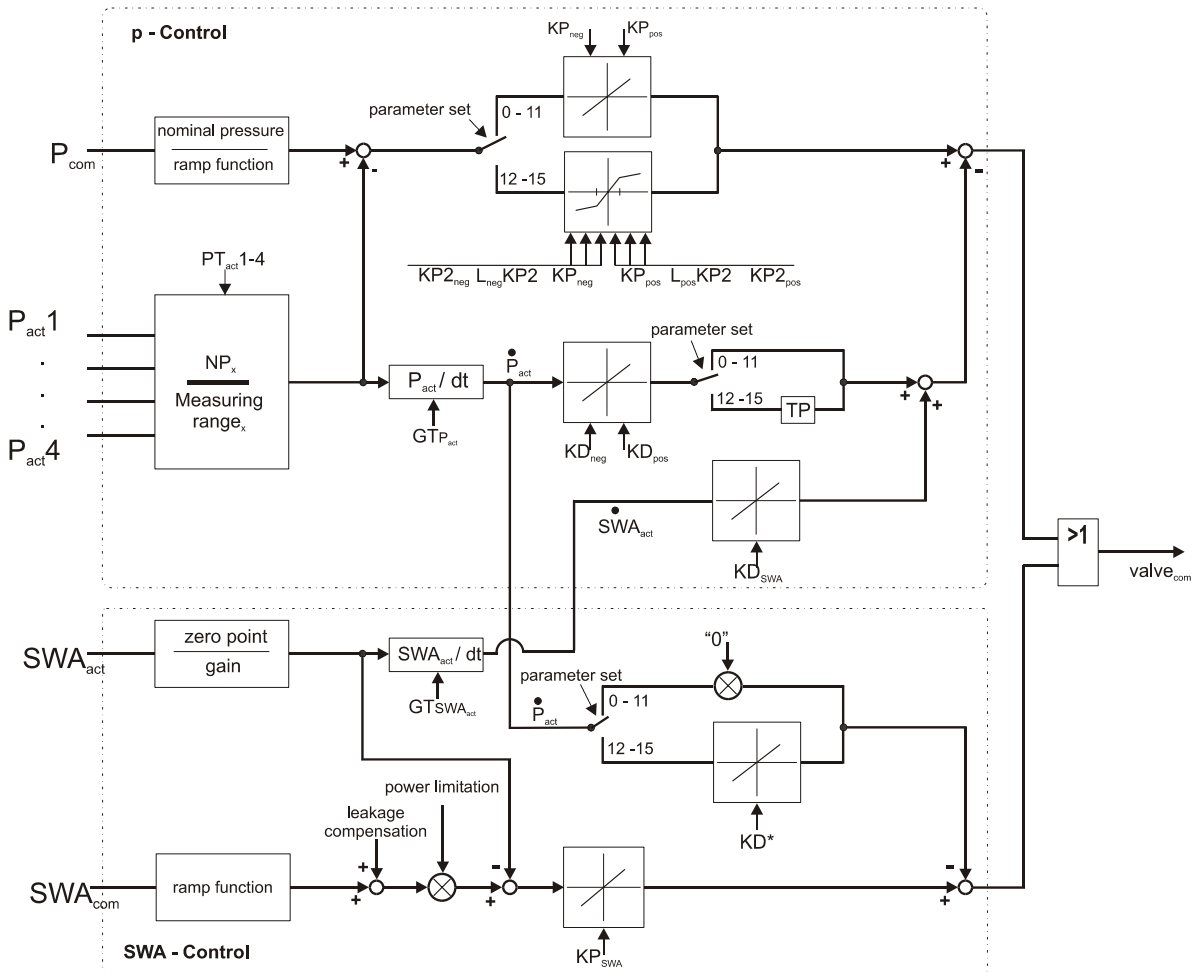 p - Control
KPneg KPpos
parameter set
0 - 11
12 -15
Pcom
nominal pressure
ramp function
+
-
+
-
KP2neg LnegKP2 KPneg KPpos LposKP2 KP2pos
PTact1-4
Pact1
.
.
.
Pact4
NPx
Measuring
rangex
Pact / dt
GTPact
Ṗact
KDneg KDpos
parameter set
0 - 11
12 -15
TP
+
+
SẆAact
KDSWA
>1
valvecom
SWAact
zero point
gain
SWAact / dt
GTSWAact
Ṗact
parameter set
0 - 11
12 -15
“0”
KD*
power limitation
leakage
compensation
SWAcom
ramp function
+
+
-
+
KPSWA
-
+
SWA - Control